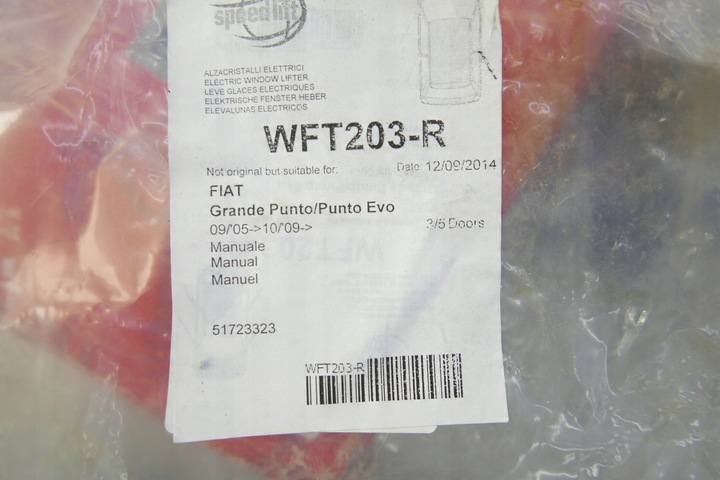 speedlift
ALZACRISTALLI ELETTRICI
ELECTRIC WINDOW LIFTER
LEVE GLACES ELECTRIQUES
ELEKTRISCHE FENSTER HEBER
ELEVALUNAS ELECTRICOS
WFT203-R
Not original but suitable for: Date: 12/09/2014
FIAT
Grande Punto/Punto Evo
09/'05->10/'09-> 3/5 Doors
Manuale
Manual
Manuel
51723323
WFT203-R